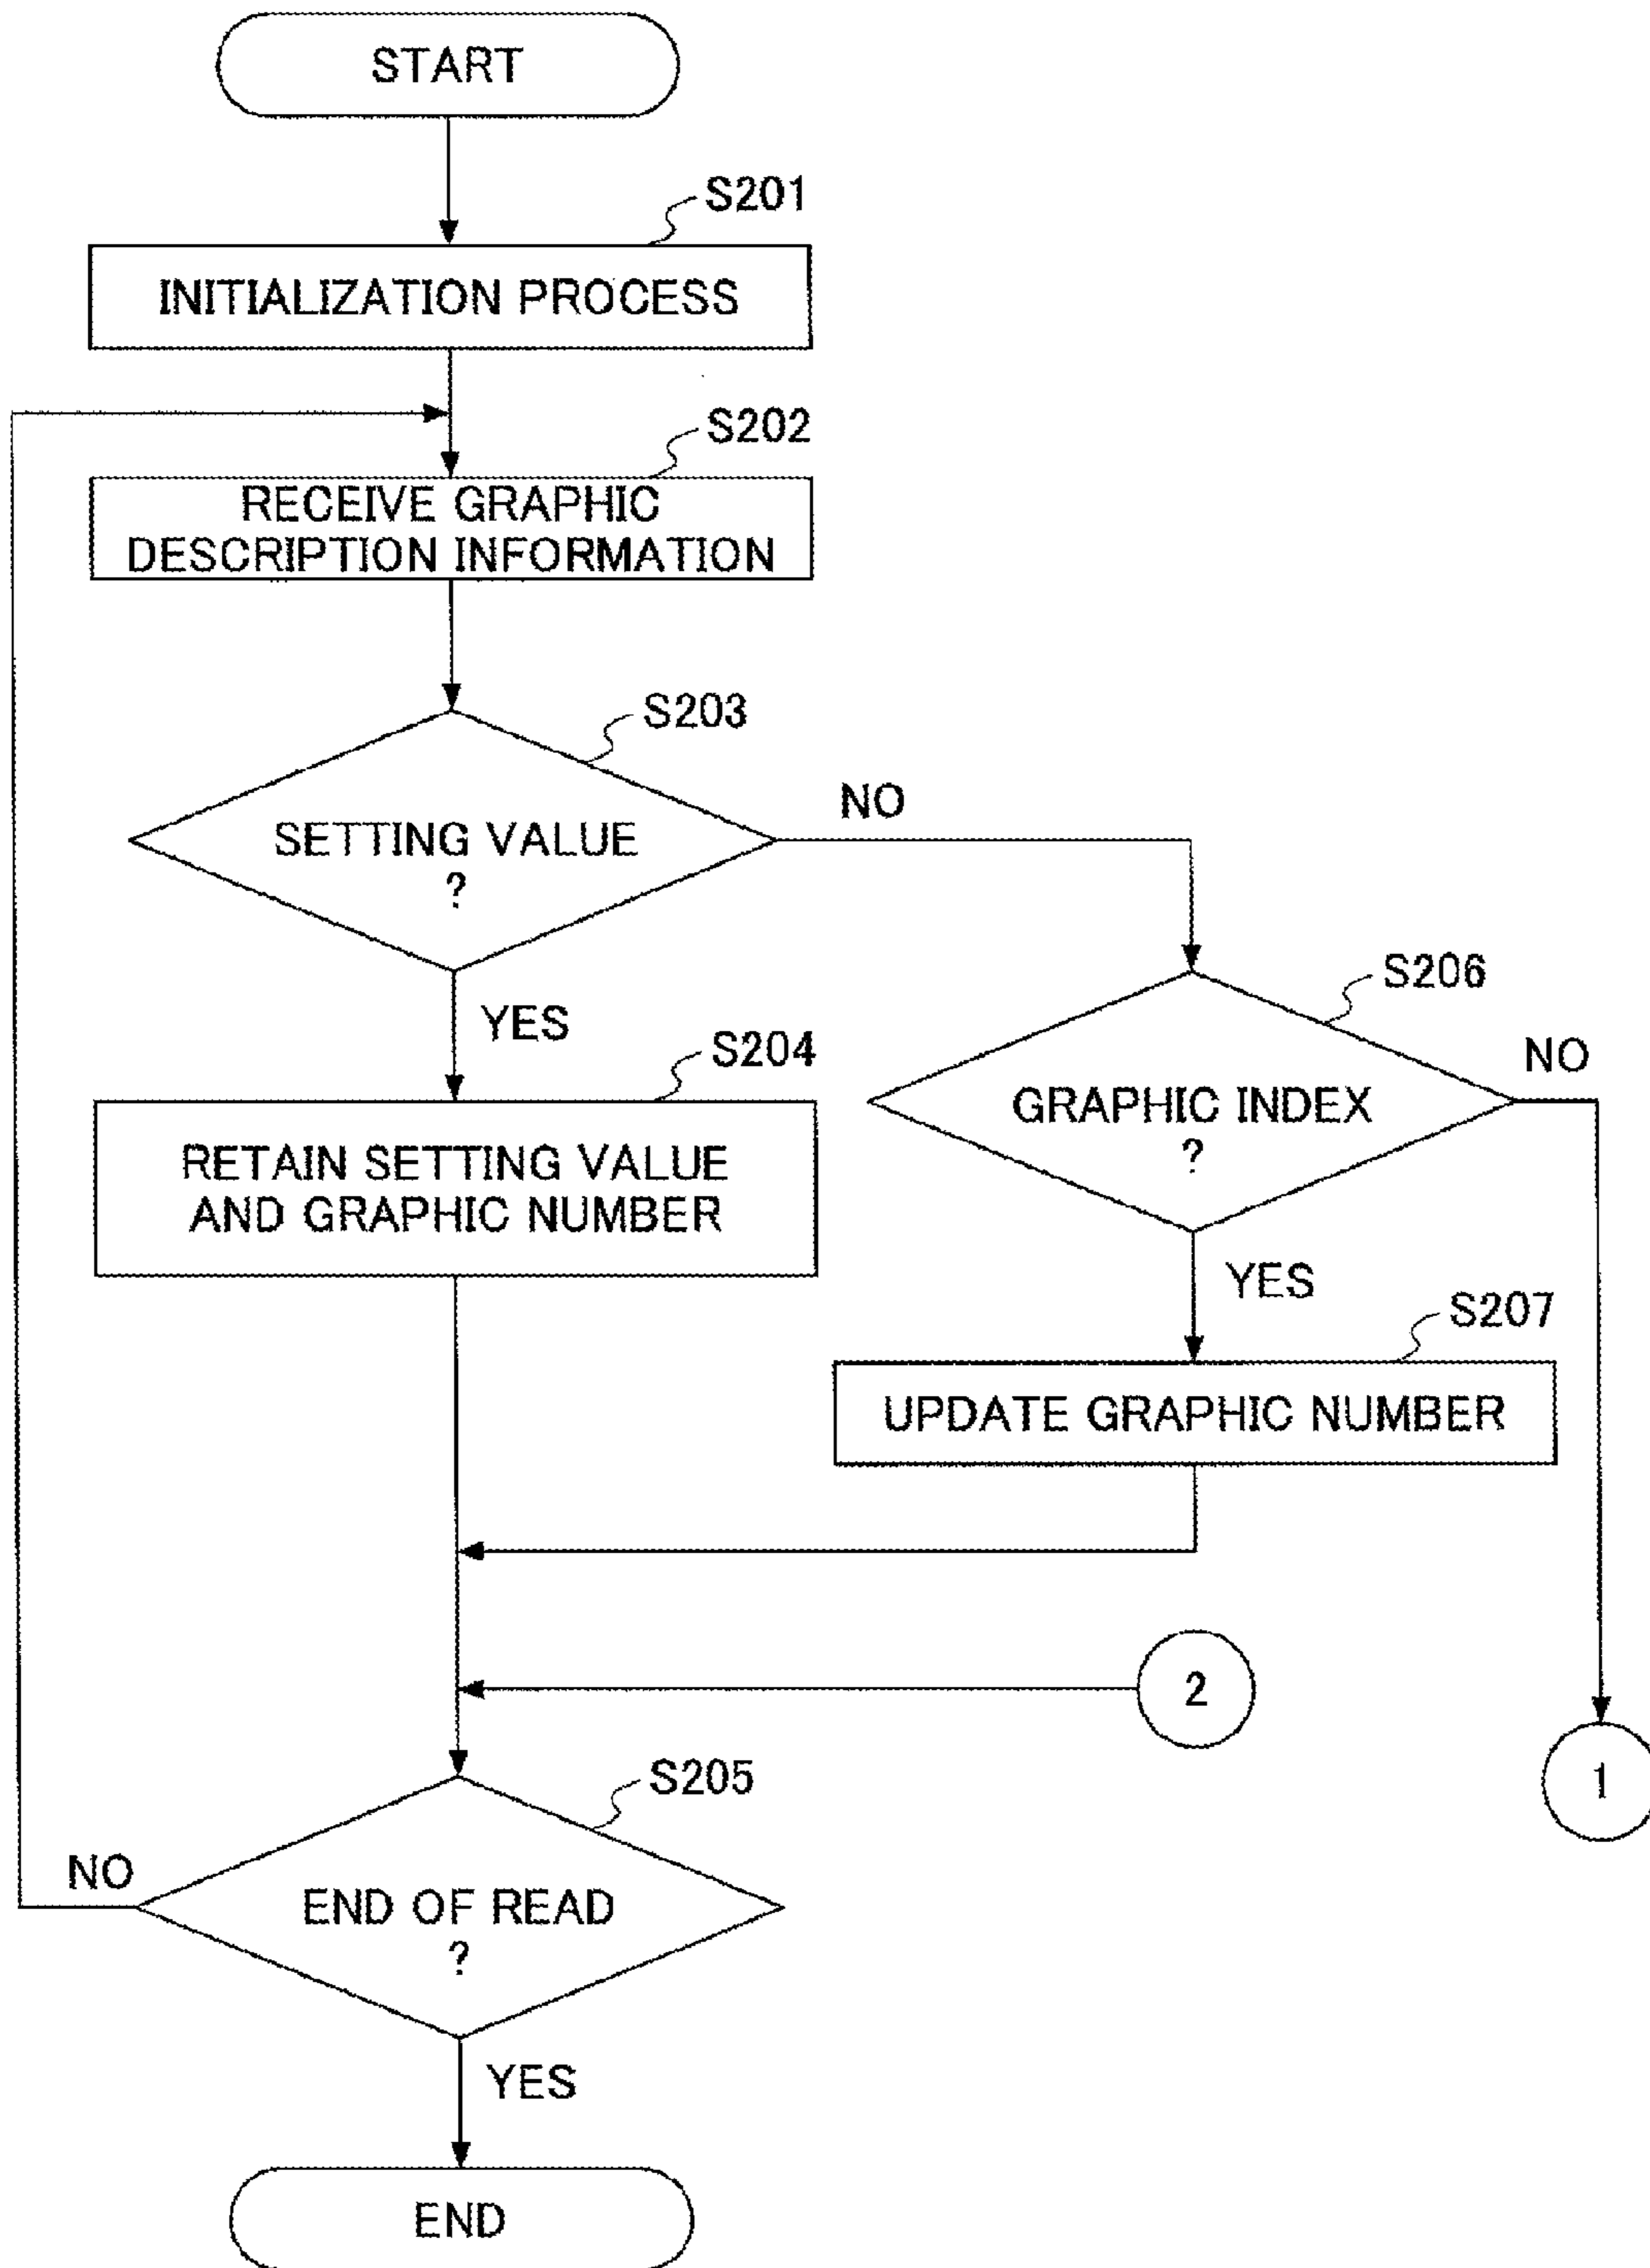 START
S201
INITIALIZATION PROCESS
S202
RECEIVE GRAPHIC
DESCRIPTION INFORMATION
S203
NO
SETTING VALUE
?
S206
YES
NO
S204
GRAPHIC INDEX
?
RETAIN SETTING VALUE
AND GRAPHIC NUMBER
YES
S207
UPDATE GRAPHIC NUMBER
2
1
S205
NO
END OF READ
?
YES
END